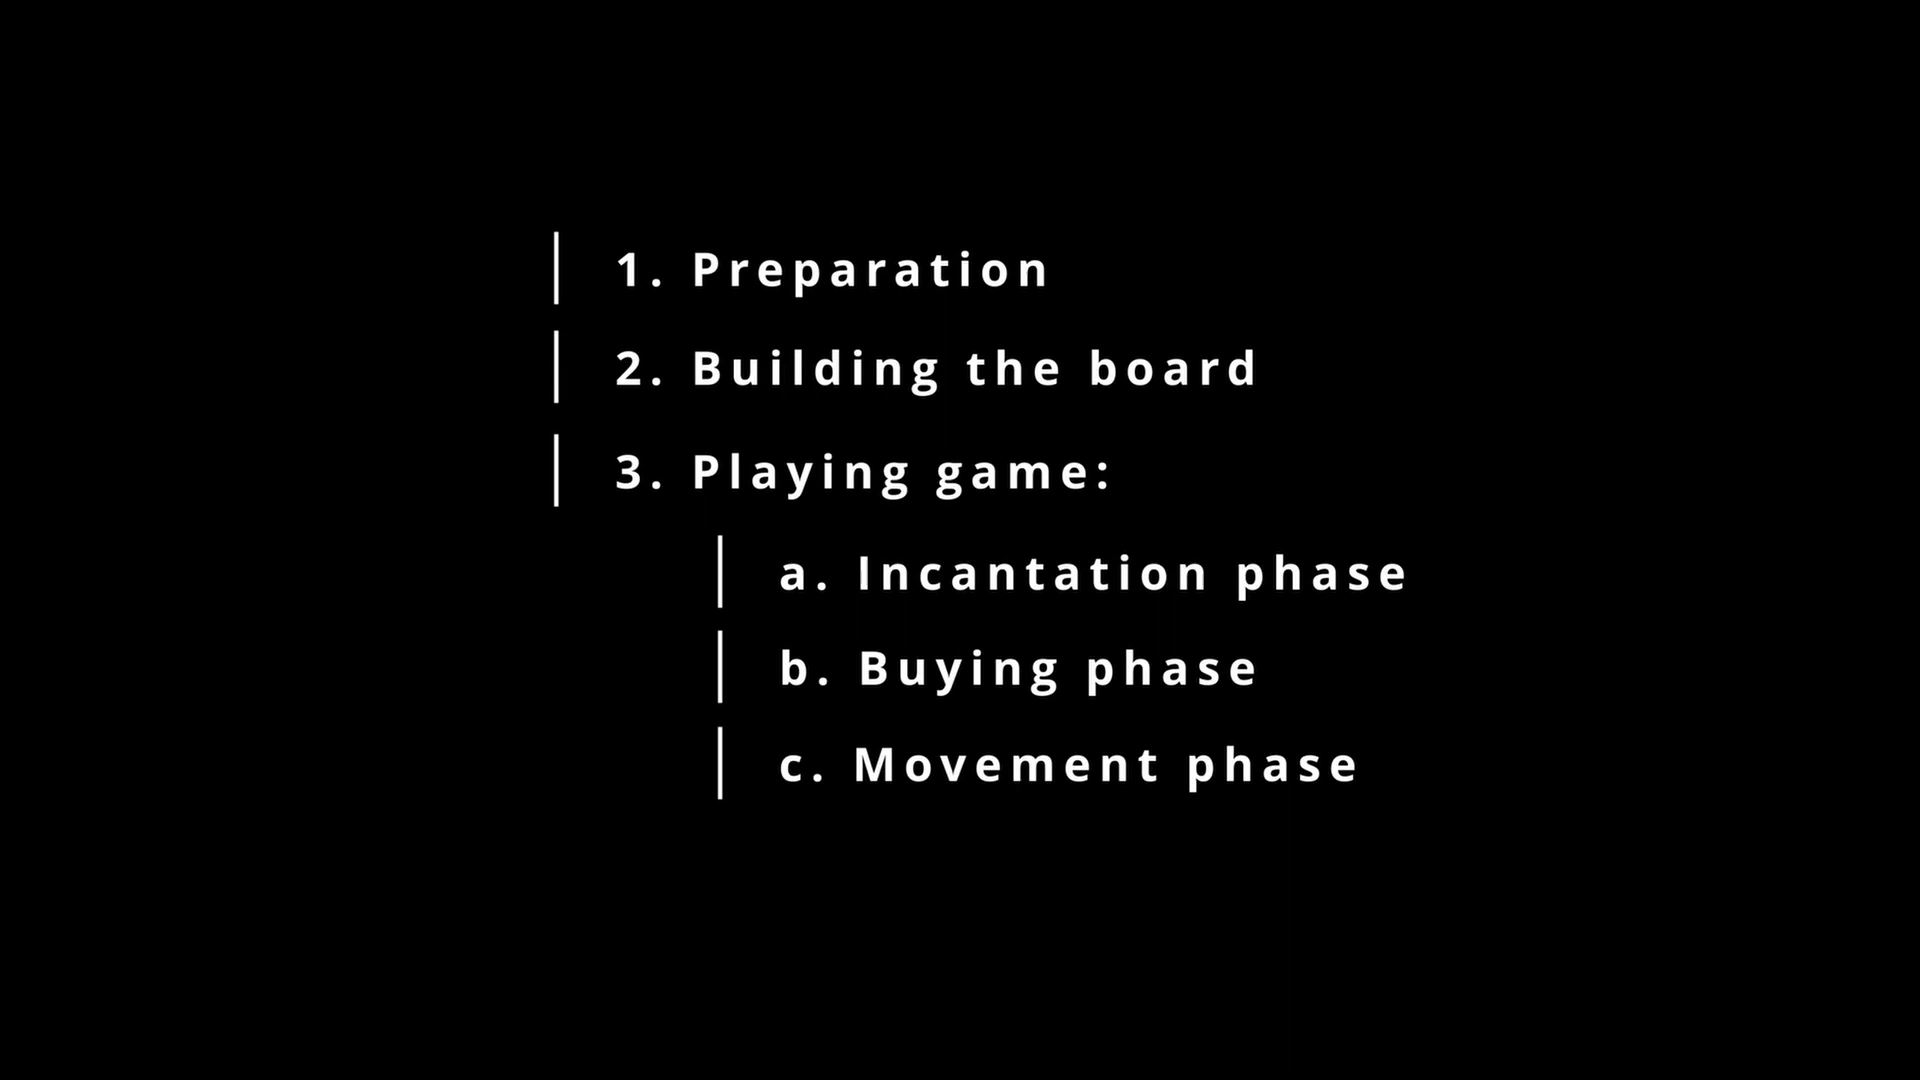 1. Preparation
2. Building the board
3. Playing game:
a. Incantation phase
b. Buying phase
c. Movement phase